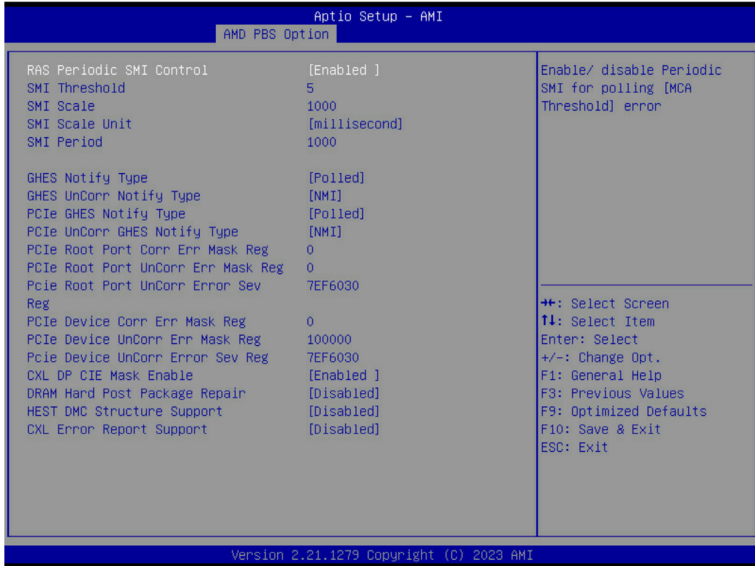 Aptio Setup - AMI
AMD PBS Option
RAS Periodic SMI Control [Enabled ]
SMI Threshold 5
SMI Scale 1000
SMI Scale Unit [millisecond]
SMI Period 1000
GHES Notify Type [Polled]
GHES UnCorr Notify Type [NMI]
PCIe GHES Notify Type [Polled]
PCIe UnCorr GHES Notify Type [NMI]
PCIe Root Port Corr Err Mask Reg 0
PCIe Root Port UnCorr Err Mask Reg 0
Pcie Root Port UnCorr Error Sev 7EF6030
Reg
PCIe Device Corr Err Mask Reg 0
PCIe Device UnCorr Err Mask Reg 100000
Pcie Device UnCorr Error Sev Reg 7EF6030
CXL DP CIE Mask Enable [Enabled ]
DRAM Hard Post Package Repair [Disabled]
HEST DMC Structure Support [Disabled]
CXL Error Report Support [Disabled]
Enable/ disable Periodic
SMI for polling [MCA
Threshold] error
→←: Select Screen
↑↓: Select Item
Enter: Select
+/-: Change Opt.
F1: General Help
F3: Previous Values
F9: Optimized Defaults
F10: Save & Exit
ESC: Exit
Version 2.21.1279 Copyright (C) 2023 AMI